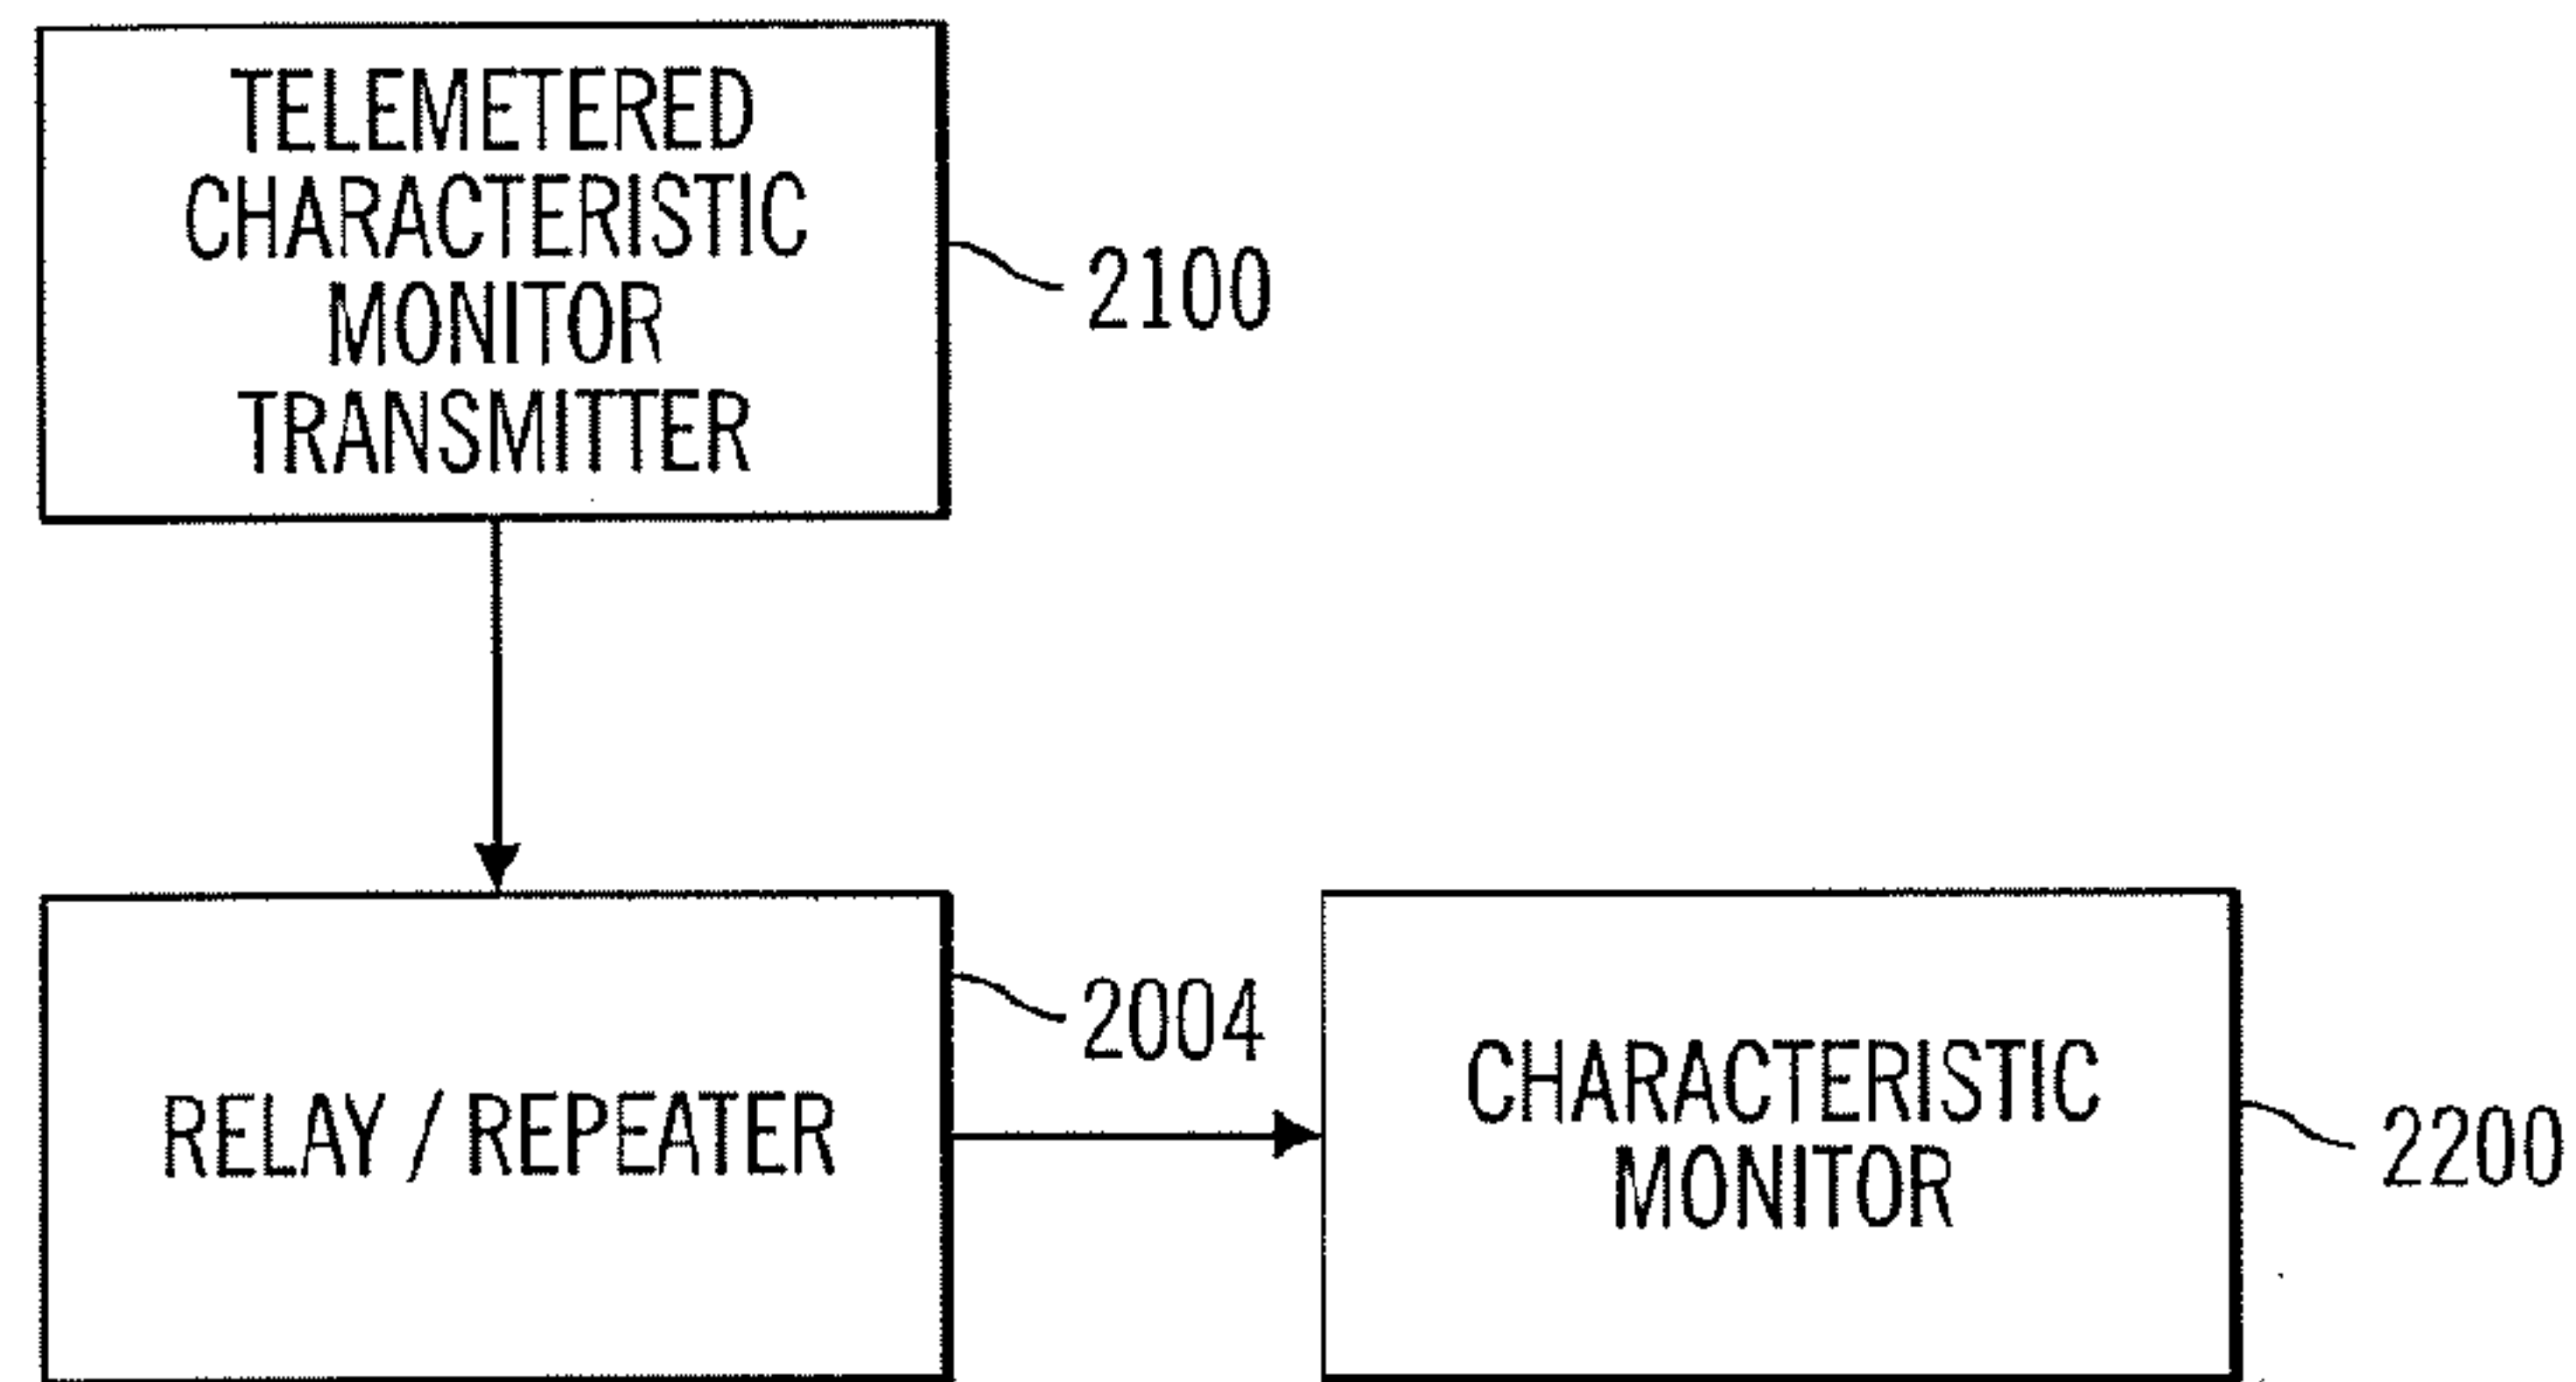 TELEMETERED
CHARACTERISTIC
MONITOR
TRANSMITTER
2100
RELAY / REPEATER
2004
CHARACTERISTIC
MONITOR
2200